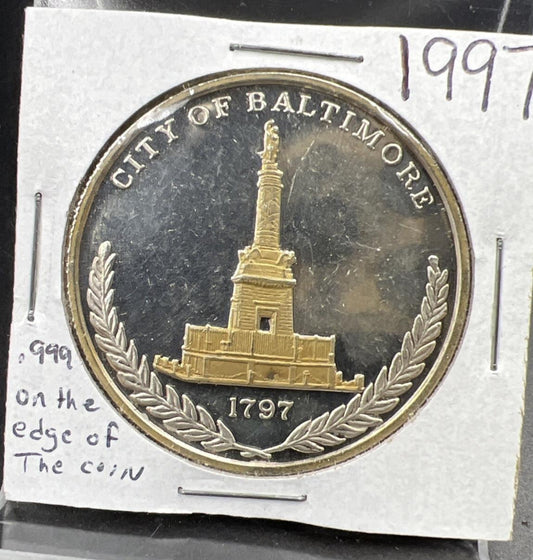 1997
CITY OF BALTIMORE
1797
.999
on the
edge of
The coin